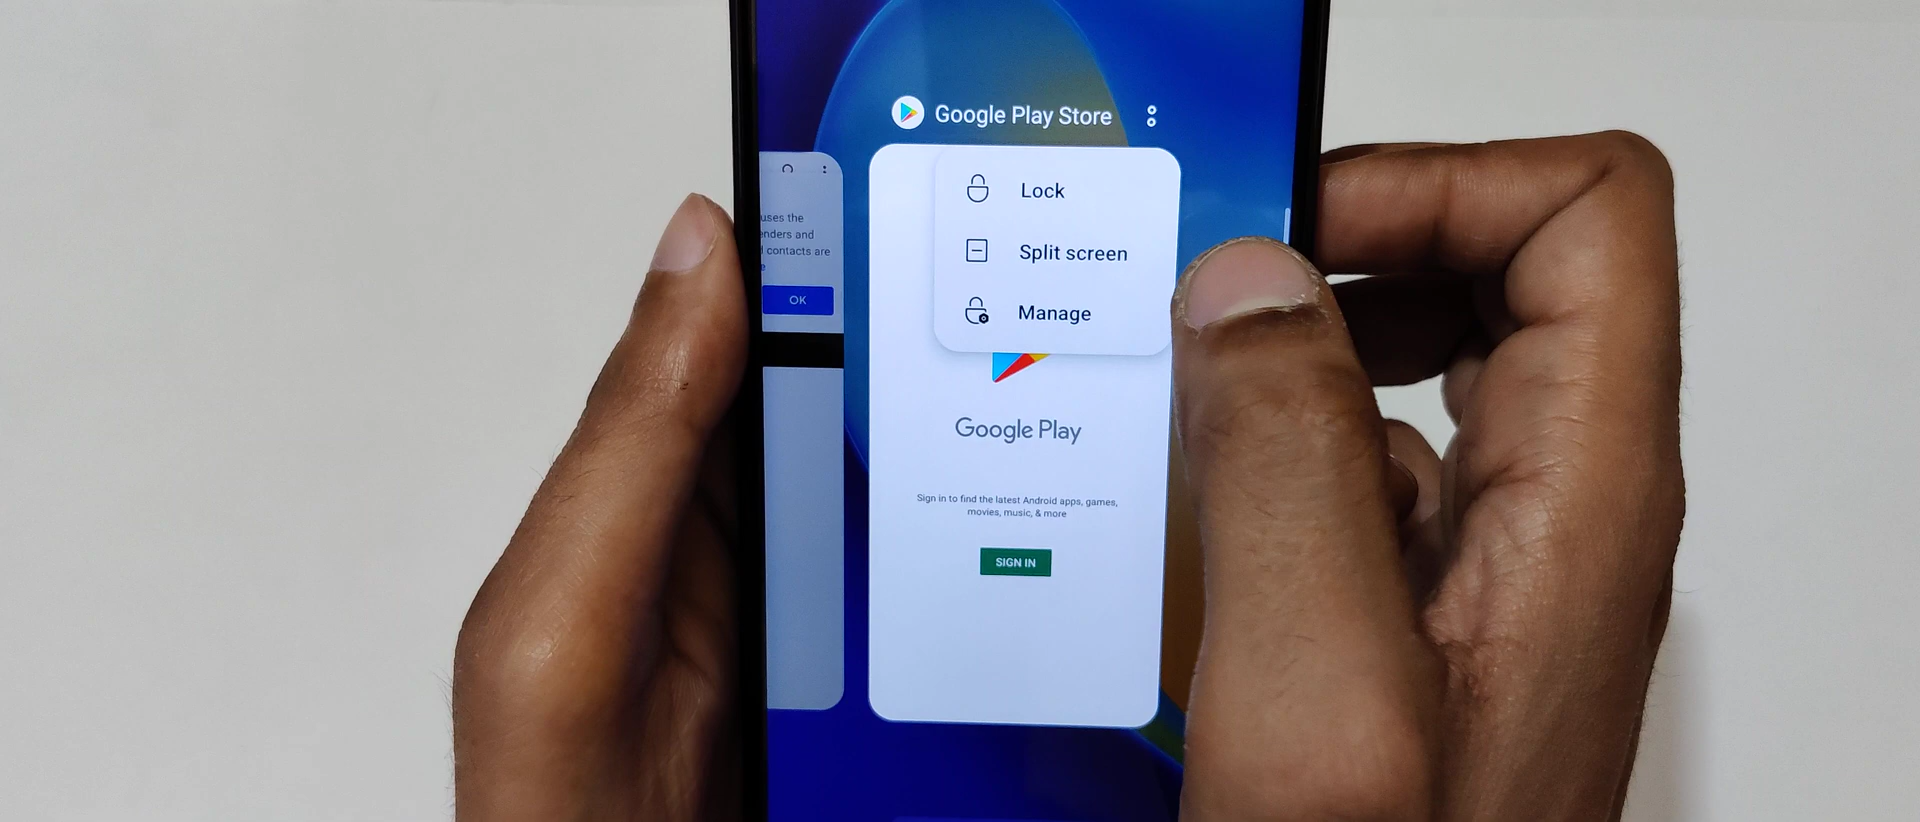 Google Play Store
Lock
Split screen
Manage
uses the
enders and
contacts are
OK
Google Play
Sign in to find the latest Android apps, games,
movies, music, & more
SIGN IN